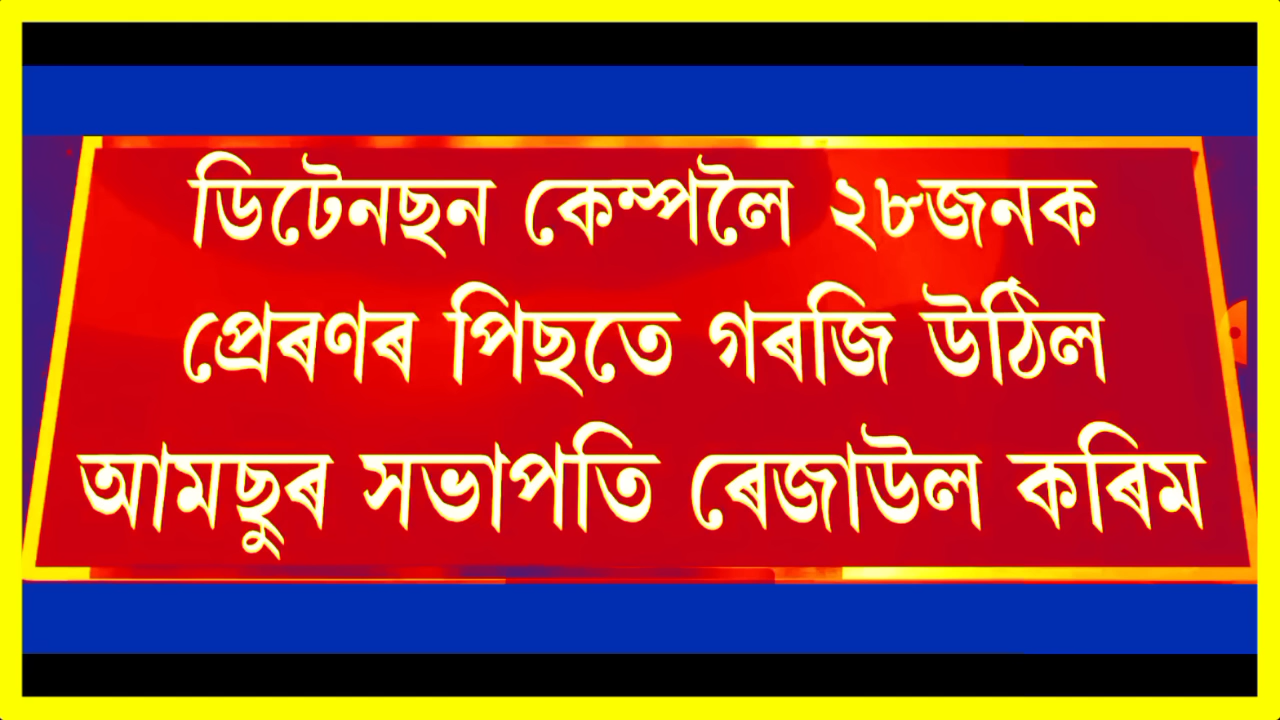 ডিটেনছন কেম্পলৈ ২৮জনক
প্ৰেৰণৰ পিছতে গৰজি উঠিল
আমছুৰ সভাপতি ৰেজাউল কৰিম